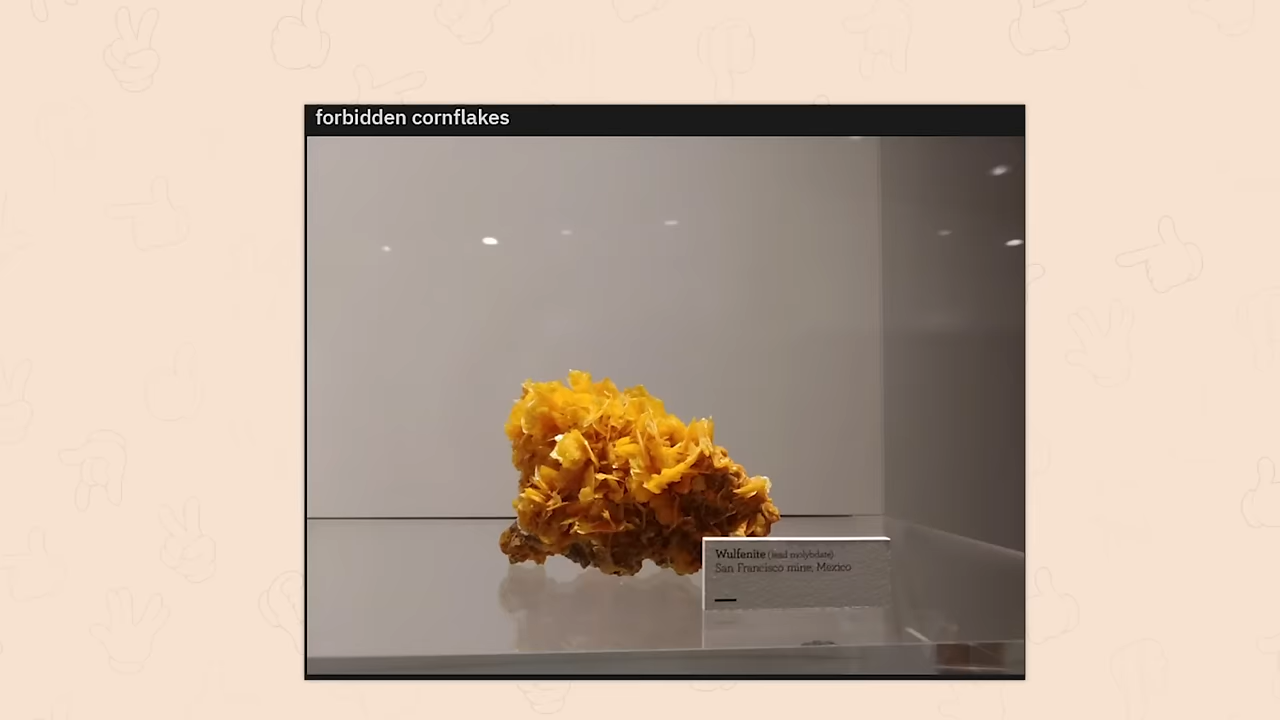 forbidden cornflakes
Wulfenite (lead molybdate)
San Francisco mine, Mexico